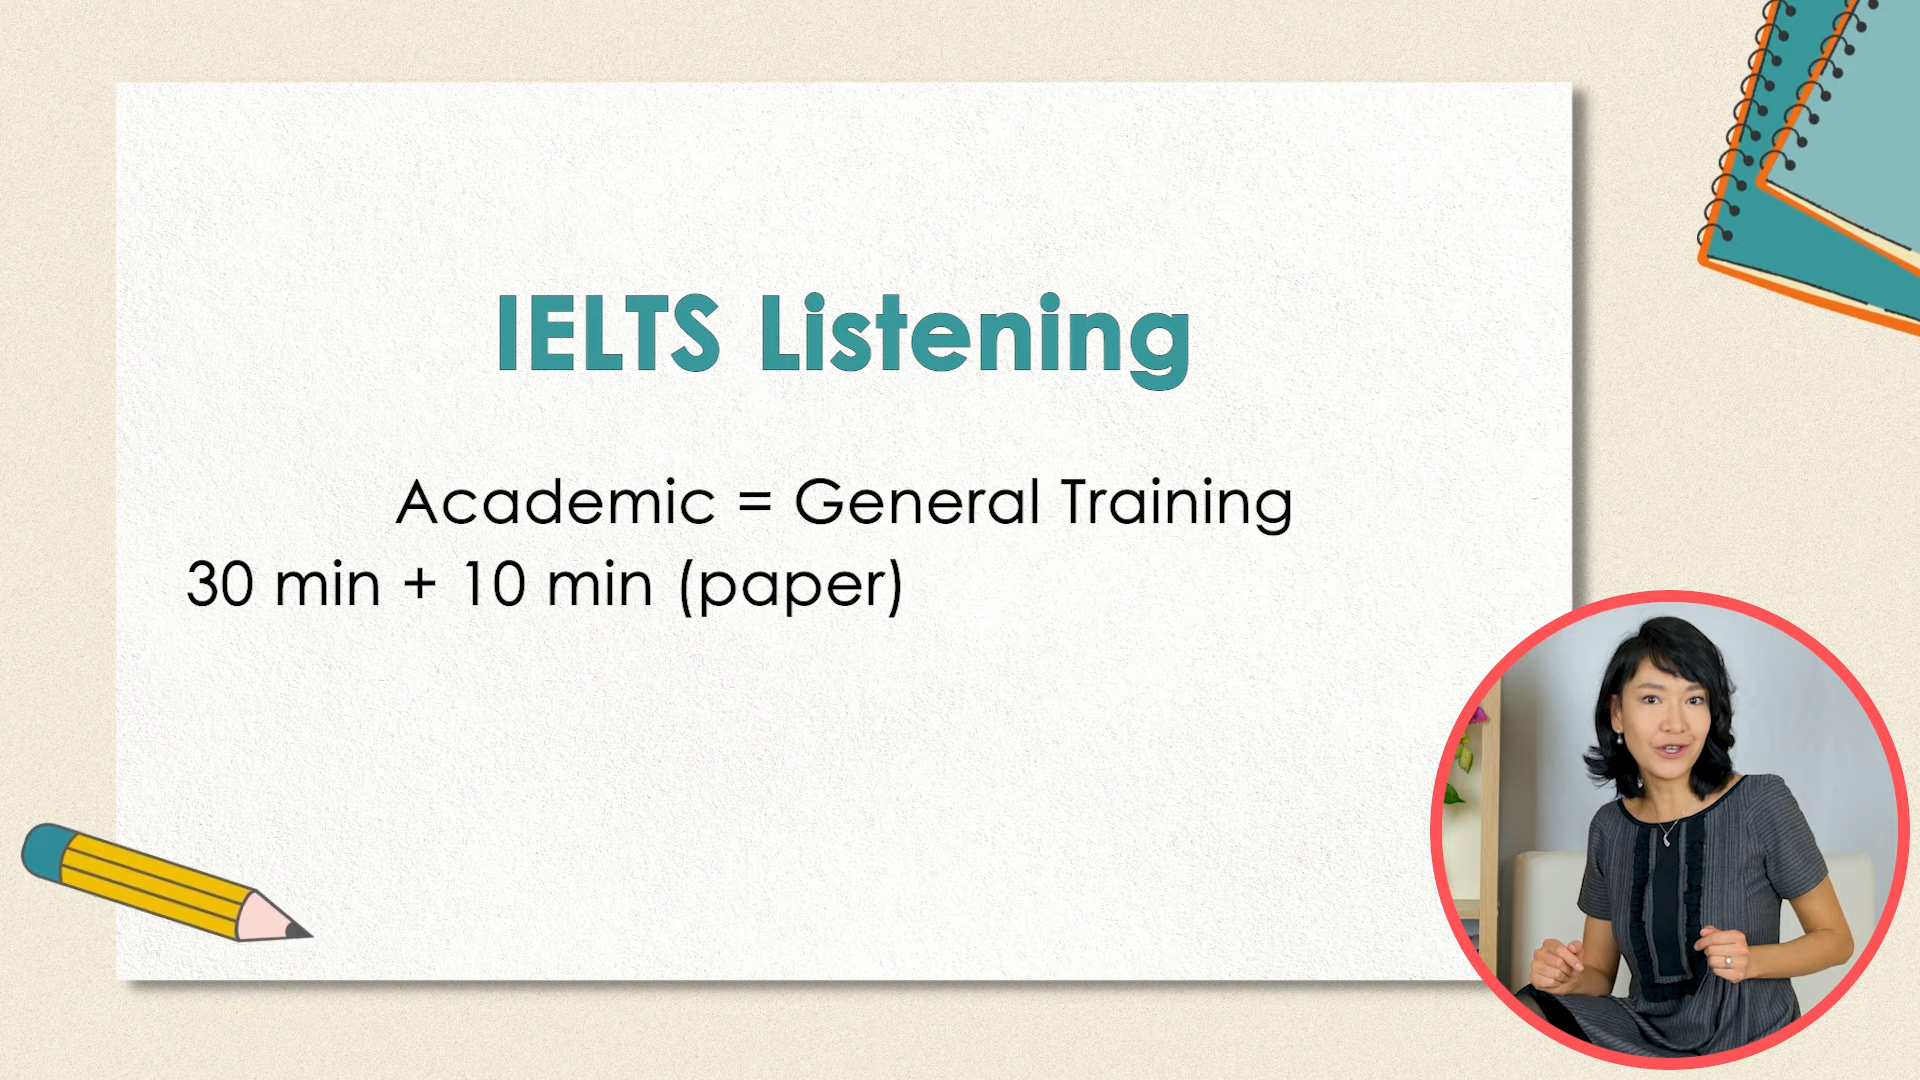 IELTS Listening
Academic = General Training
30 min + 10 min (paper)